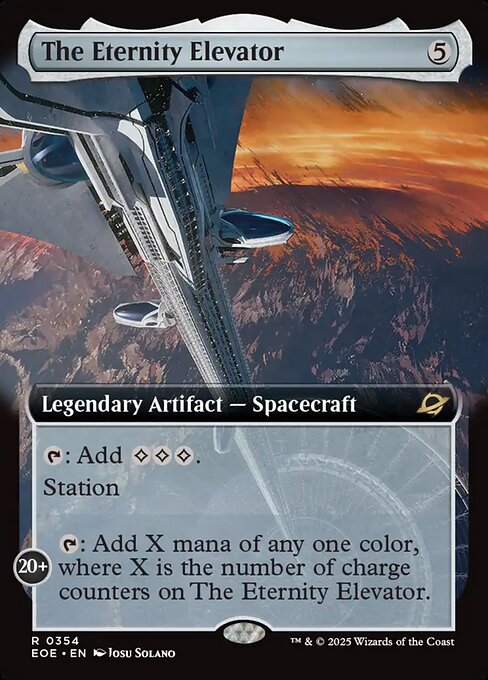 The Eternity Elevator 5
Legendary Artifact — Spacecraft
: Add .
Station
20+
: Add X mana of any one color,
where X is the number of charge
counters on The Eternity Elevator.
R 0354
EOE • EN Josu Solano
™ & © 2025 Wizards of the Coast